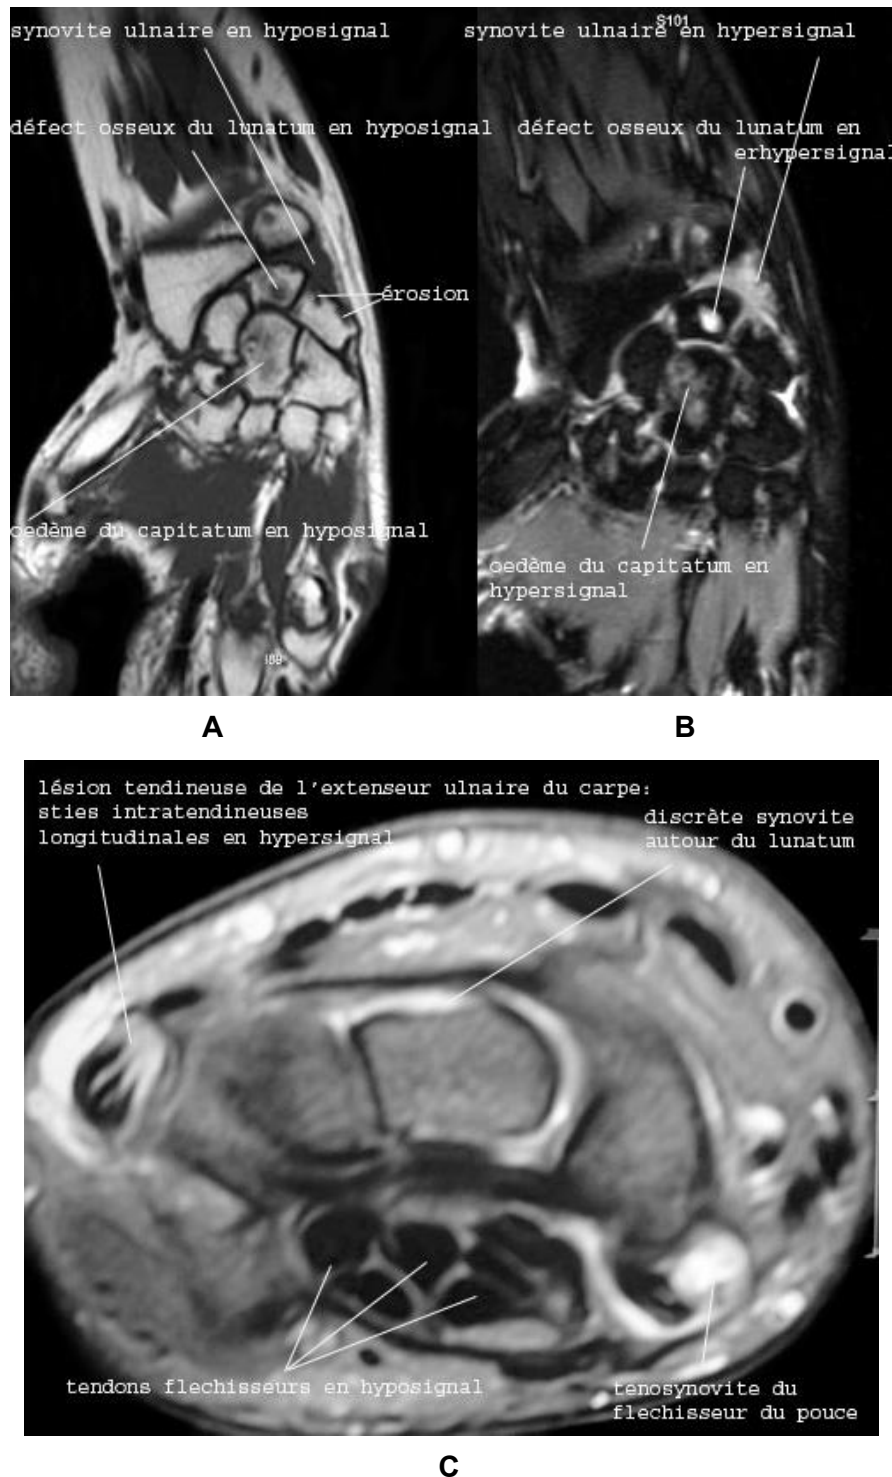 synovite ulnaire en hyposignal
S101
synovite ulnaire en hypersignal
défect osseux du lunatum en hyposignal
défect osseux du lunatum en
erhypersignal
érosion
oedème du capitatum en hyposignal
oedème du capitatum en
hypersignal
I89
A
B
lésion tendineuse de l'extenseur ulnaire du carpe:
sties intratendineuses
longitudinales en hypersignal
discrète synovite
autour du lunatum
tendons flechisseurs en hyposignal
tenosynovite du
flechisseur du pouce
C